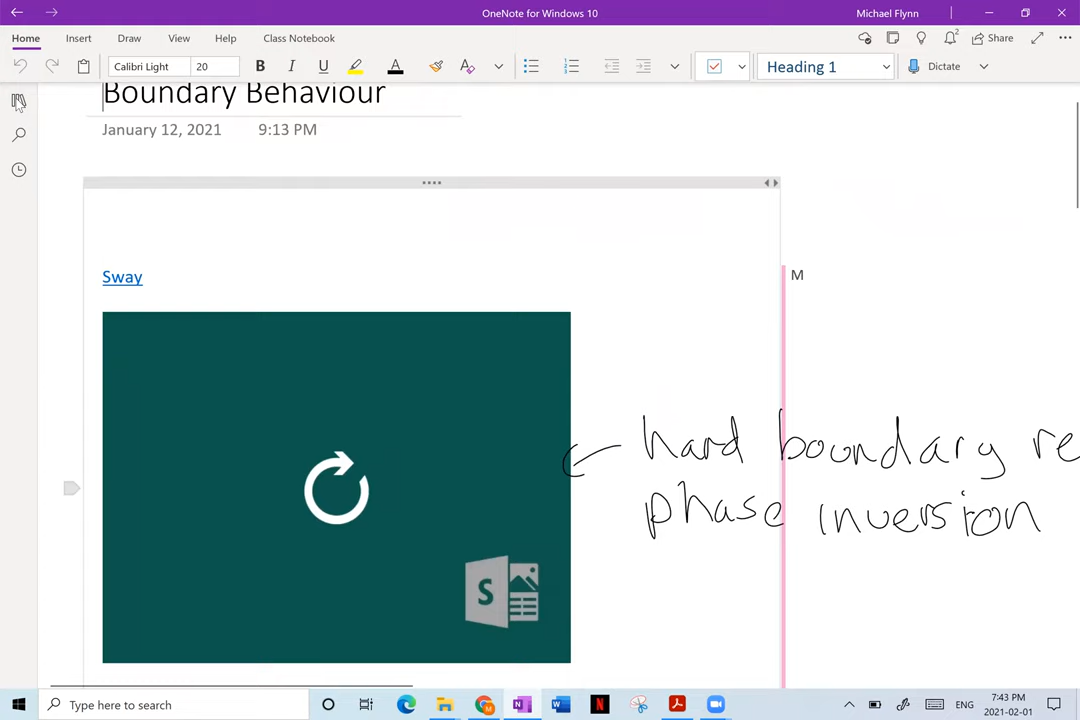 OneNote for Windows 10
Michael Flynn
Home
Insert
Draw
View
Help
Class Notebook
2
Share
Calibri Light
20
B
I
U
A
A
Heading 1
Dictate
Boundary Behaviour
January 12, 2021
9:13 PM
Sway
M
hard boundary re
phase inversion
S
Type here to search
N
W
N
ENG
7:43 PM
2021-02-01